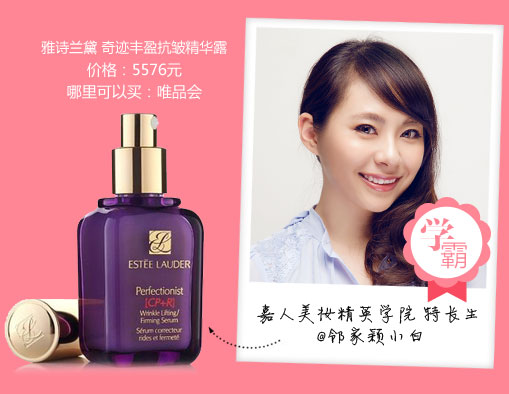 雅诗兰黛 奇迹丰盈抗皱精华露
价格：5576元
哪里可以买：唯品会
ESTĒE LAUDER
Perfectionist
[CP+R]
Wrinkle Lifting/
Firming Serum
Sérum correcteur
rides et fermeté
学
霸
嘉人美妆精英学院 特长生
@邻家颖小白